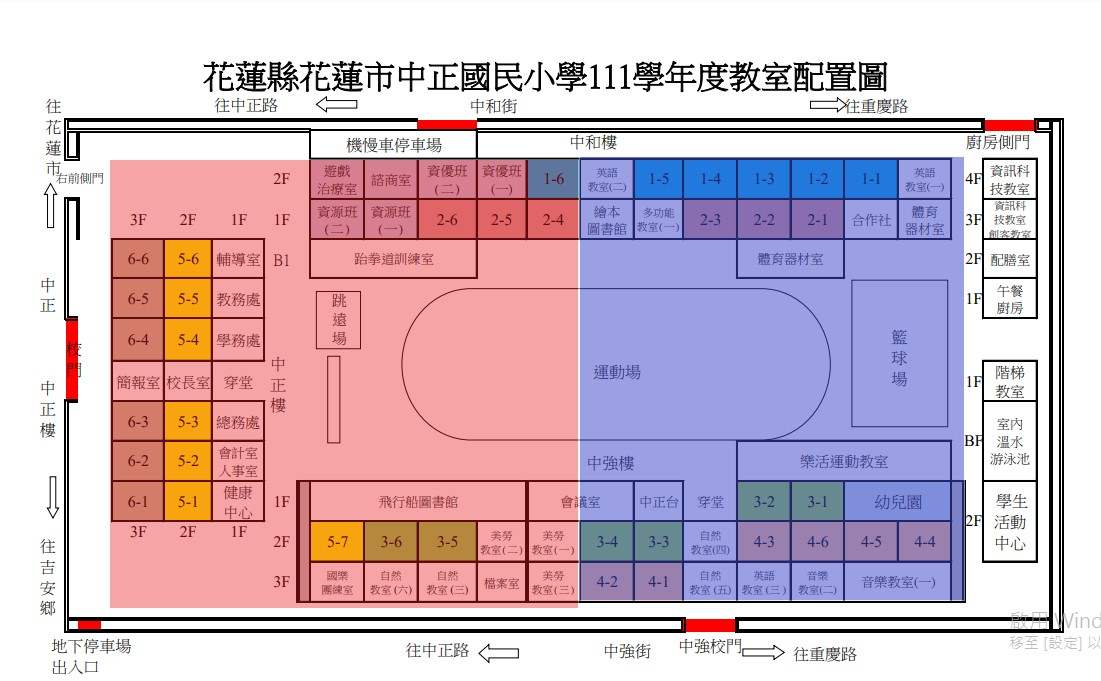 花蓮縣花蓮市中正國民小學111學年度教室配置圖
往中正路
中和街
往重慶路
往花蓮市
右前側門
中正
校門
中正樓
往吉安鄉
機慢車停車場
中和樓
廚房側門
2F
遊戲
治療室
諮商室
資優班
(二)
資優班
(一)
1-6
英語
教室(二)
1-5
1-4
1-3
1-2
1-1
英語
教室(一)
4F
資訊科
技教室
3F
2F
1F
1F
資源班
(二)
資源班
(一)
2-6
2-5
2-4
繪本
圖書館
多功能
教室(一)
2-3
2-2
2-1
合作社
體育
器材室
3F
資訊科
技教室
創客教室
6-6
5-6
輔導室
B1
跆拳道訓練室
體育器材室
2F
配膳室
6-5
5-5
教務處
跳遠場
1F
午餐
廚房
6-4
5-4
學務處
運動場
籃球場
簡報室
校長室
穿堂
中正樓
1F
階梯
教室
6-3
5-3
總務處
BF
室內
溫水
游泳池
6-2
5-2
會計室
人事室
中強樓
樂活運動教室
6-1
5-1
健康
中心
1F
飛行船圖書館
會議室
中正台
穿堂
3-2
3-1
幼兒園
2F
學生
活動
中心
3F
2F
1F
2F
5-7
3-6
3-5
美勞
教室(二)
美勞
教室(一)
3-4
3-3
自然
教室(四)
4-3
4-6
4-5
4-4
3F
國樂
團練室
自然
教室(六)
自然
教室(三)
檔案室
美勞
教室(三)
4-2
4-1
自然
教室(五)
英語
教室(三)
音樂
教室(二)
音樂教室(一)
地下停車場
出入口
往中正路
中強街
中強校門
往重慶路
啟用 Wind
移至 [設定] 以